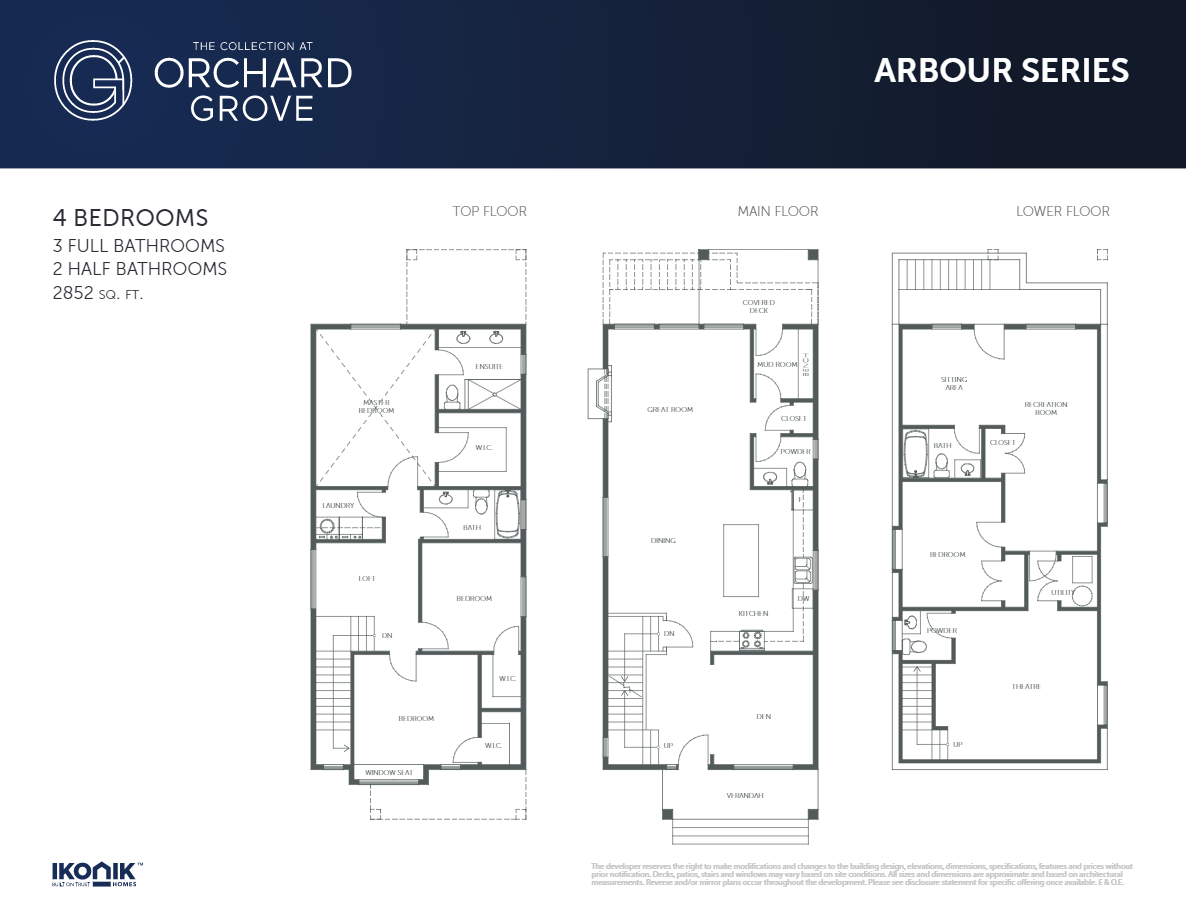 THE COLLECTION AT
ORCHARD
GROVE
ARBOUR SERIES
4 BEDROOMS
3 FULL BATHROOMS
2 HALF BATHROOMS
2852 SQ. FT.
TOP FLOOR
MASTER
BEDROOM
ENSUITE
W.I.C.
LAUNDRY
BATH
LOFT
BEDROOM
DN
W.I.C.
BEDROOM
W.I.C.
WINDOW SEAT
MAIN FLOOR
COVERED
DECK
MUD ROOM
BENCH
GREAT ROOM
CLOSET
POWDER
F
DINING
DW
KITCHEN
DN
DEN
UP
VERANDAH
LOWER FLOOR
SITTING
AREA
RECREATION
ROOM
BATH
CLOSET
BEDROOM
UTILITY
POWDER
THEATRE
UP
IKONIK™
BUILT ON TRUST HOMES
The developer reserves the right to make modifications and changes to the building design, elevations, dimensions, specifications, features and prices without
prior notification. Decks, patios, stairs and windows may vary based on site conditions. All sizes and dimensions are approximate and based on architectural
measurements. Reverse and/or mirror plans occur throughout the development. Please see disclosure statement for specific offering once available. E & O.E.